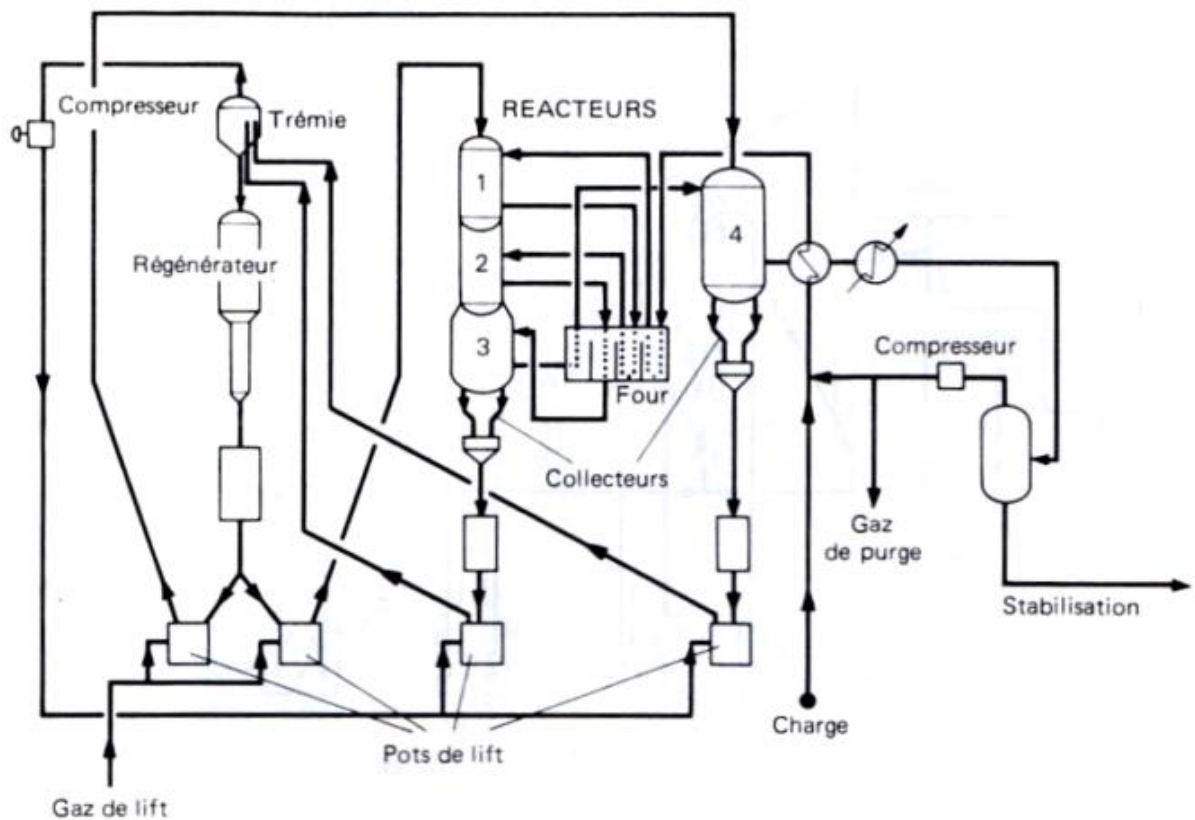 Compresseur
Trémie
REACTEURS
1
4
2
Régénérateur
3
Compresseur
Four
Collecteurs
Gaz
de purge
Stabilisation
Charge
Pots de lift
Gaz de lift